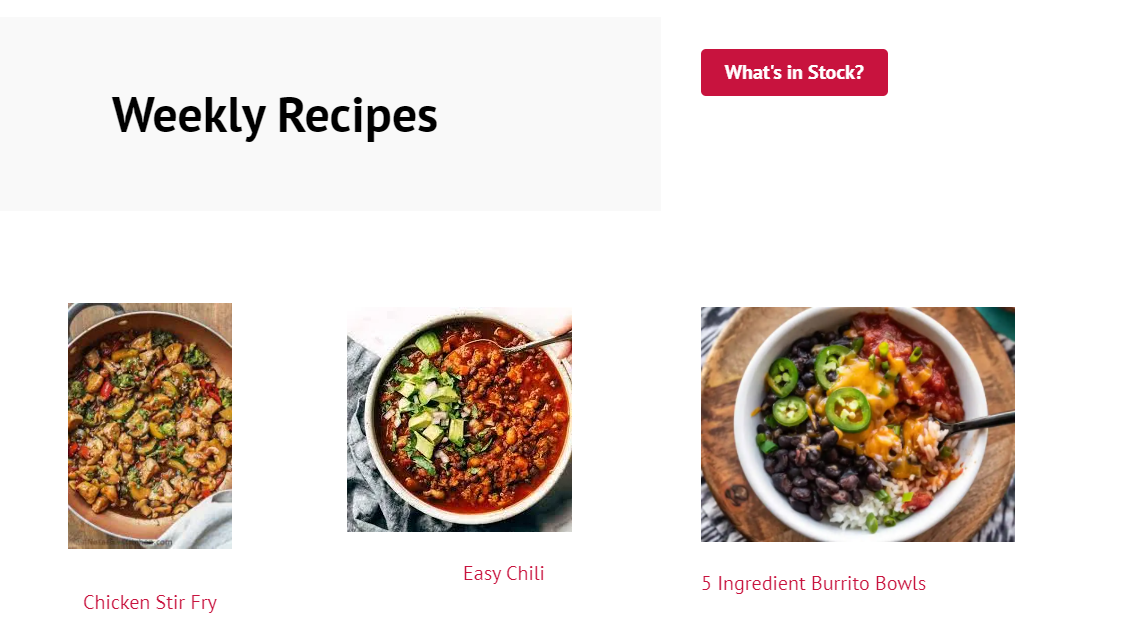 What's in Stock?
Weekly Recipes
Easy Chili
5 Ingredient Burrito Bowls
Chicken Stir Fry